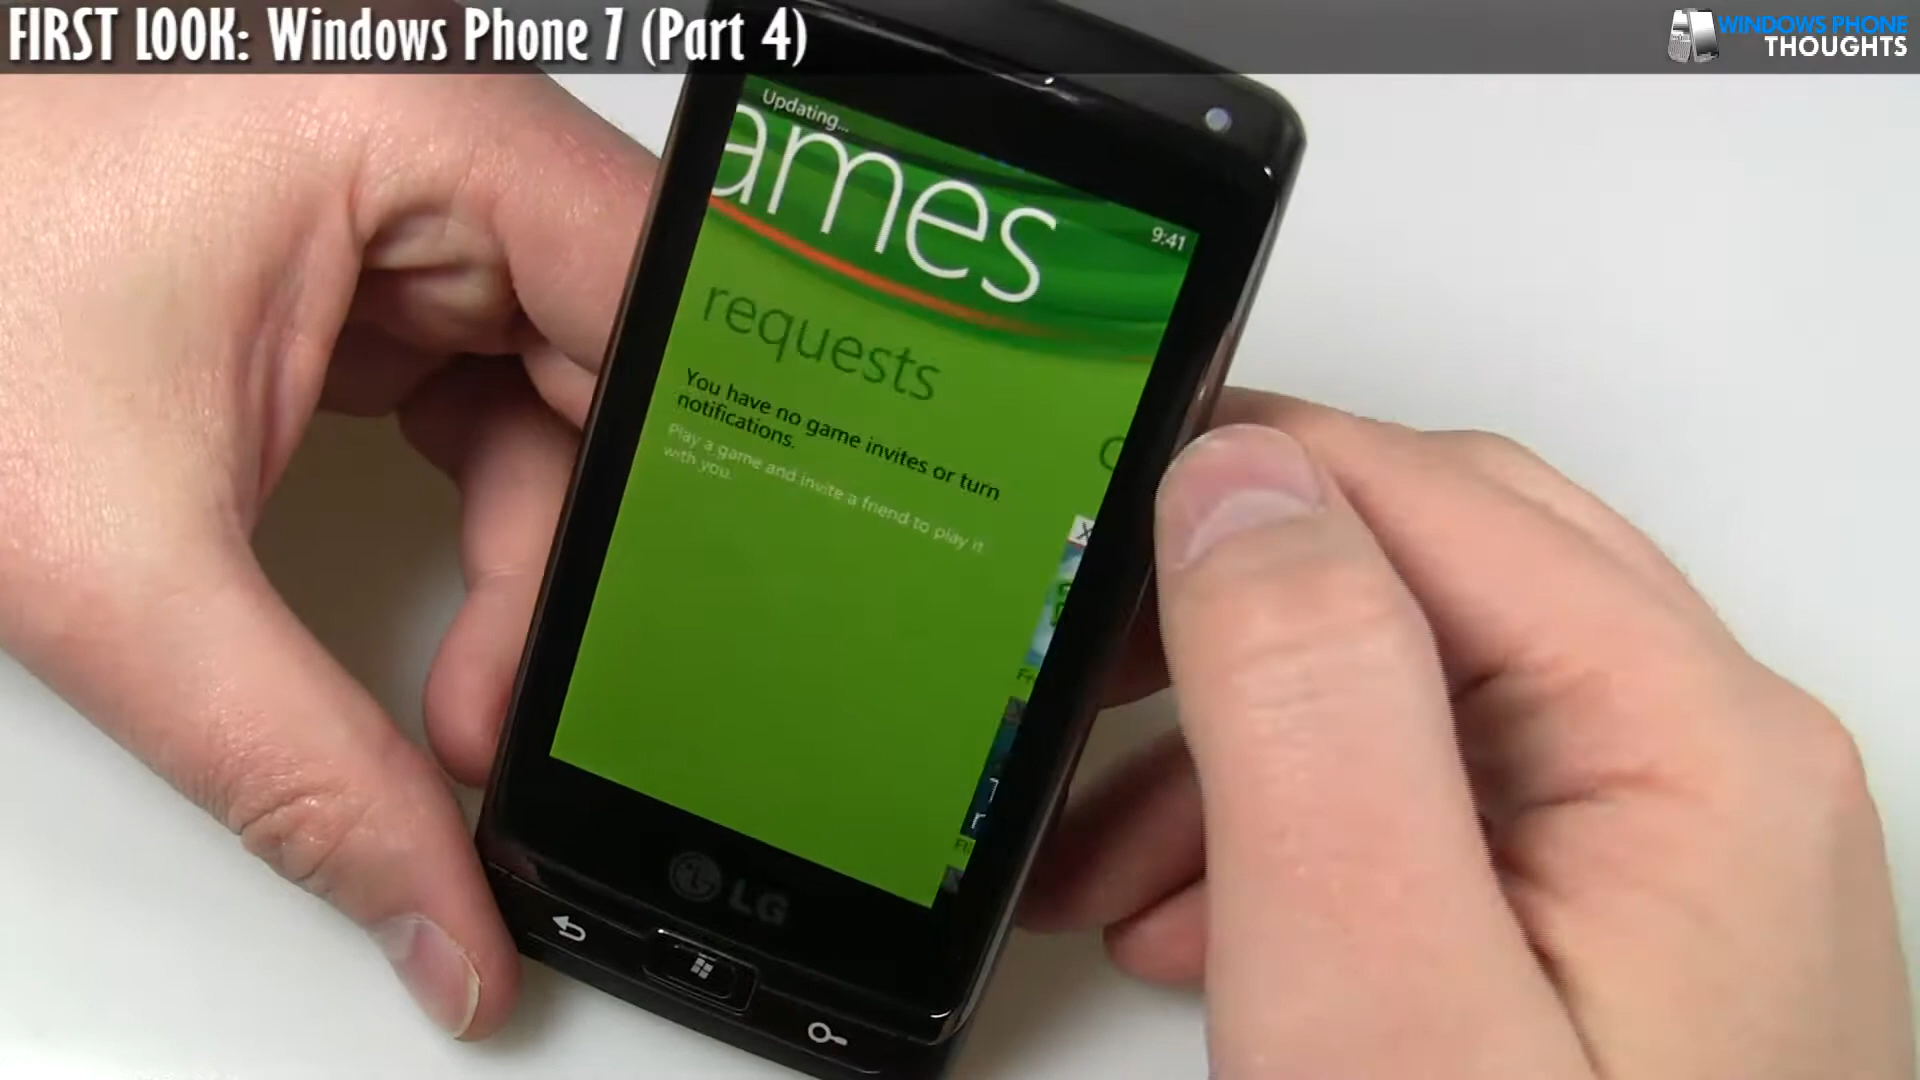 FIRST LOOK: Windows Phone 7 (Part 4)
WINDOWS PHONE
THOUGHTS
Updating...
ames
9:41
requests
You have no game invites or turn
notifications.
Play a game and invite a friend to play it
with you.
LG